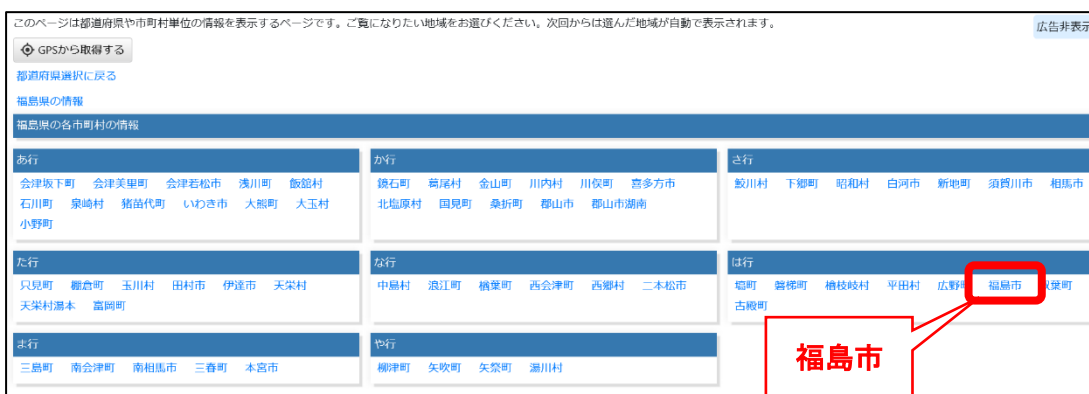 このページは都道府県や市町村単位の情報を表示するページです。ご覧になりたい地域をお選びください。次回からは選んだ地域が自動で表示されます。
広告非表示
GPSから取得する
都道府県選択に戻る
福島県の情報
福島県の各市町村の情報
あ行
会津坂下町 会津美里町 会津若松市 浅川町 飯舘村
石川町 泉崎村 猪苗代町 いわき市 大熊町 大玉村
小野町
か行
鏡石町 葛尾村 金山町 川内村 川俣町 喜多方市
北塩原村 国見町 桑折町 郡山市 郡山市湖南
さ行
鮫川村 下郷町 昭和村 白河市 新地町 須賀川市 相馬市
た行
只見町 棚倉町 玉川村 田村市 伊達市 天栄村
天栄村湯本 富岡町
な行
中島村 浪江町 楢葉町 西会津町 西郷村 二本松市
は行
塙町 磐梯町 檜枝岐村 平田村 広野町 福島市 双葉町
古殿町
ま行
三島町 南会津町 南相馬市 三春町 本宮市
や行
柳津町 矢吹町 矢祭町 湯川村
福島市